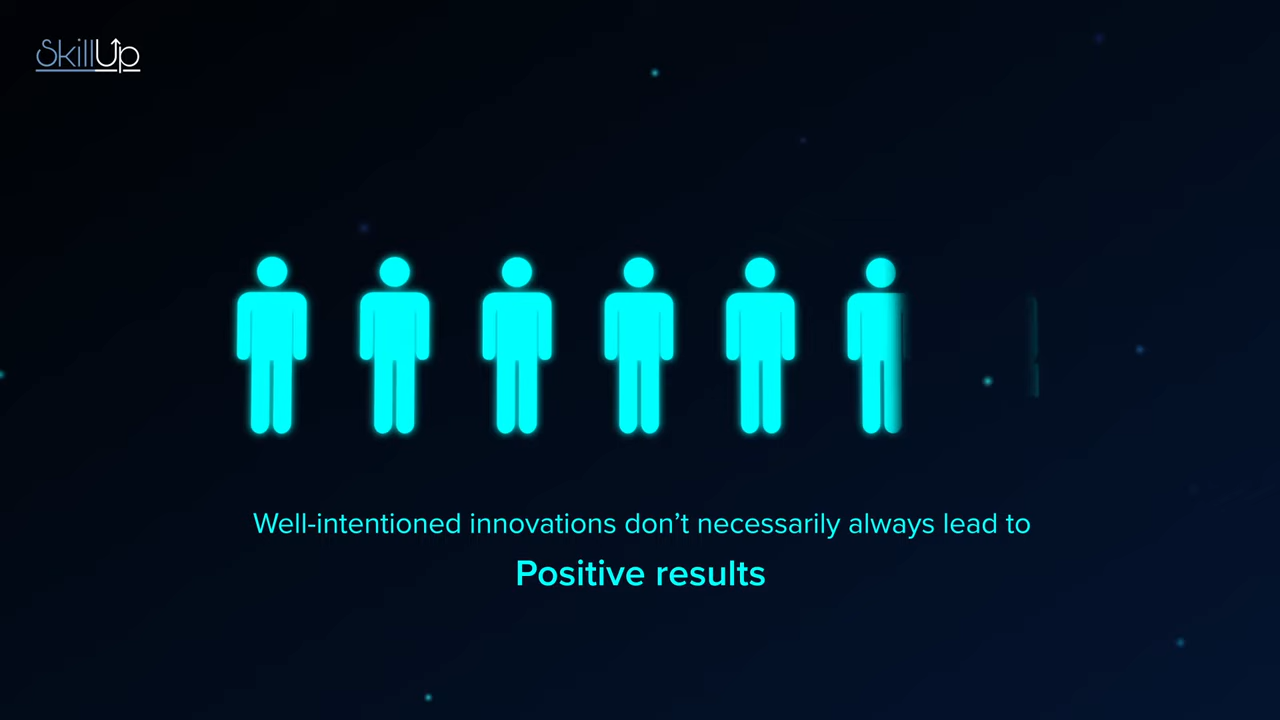 SkillUp
Well-intentioned innovations don’t necessarily always lead to
Positive results